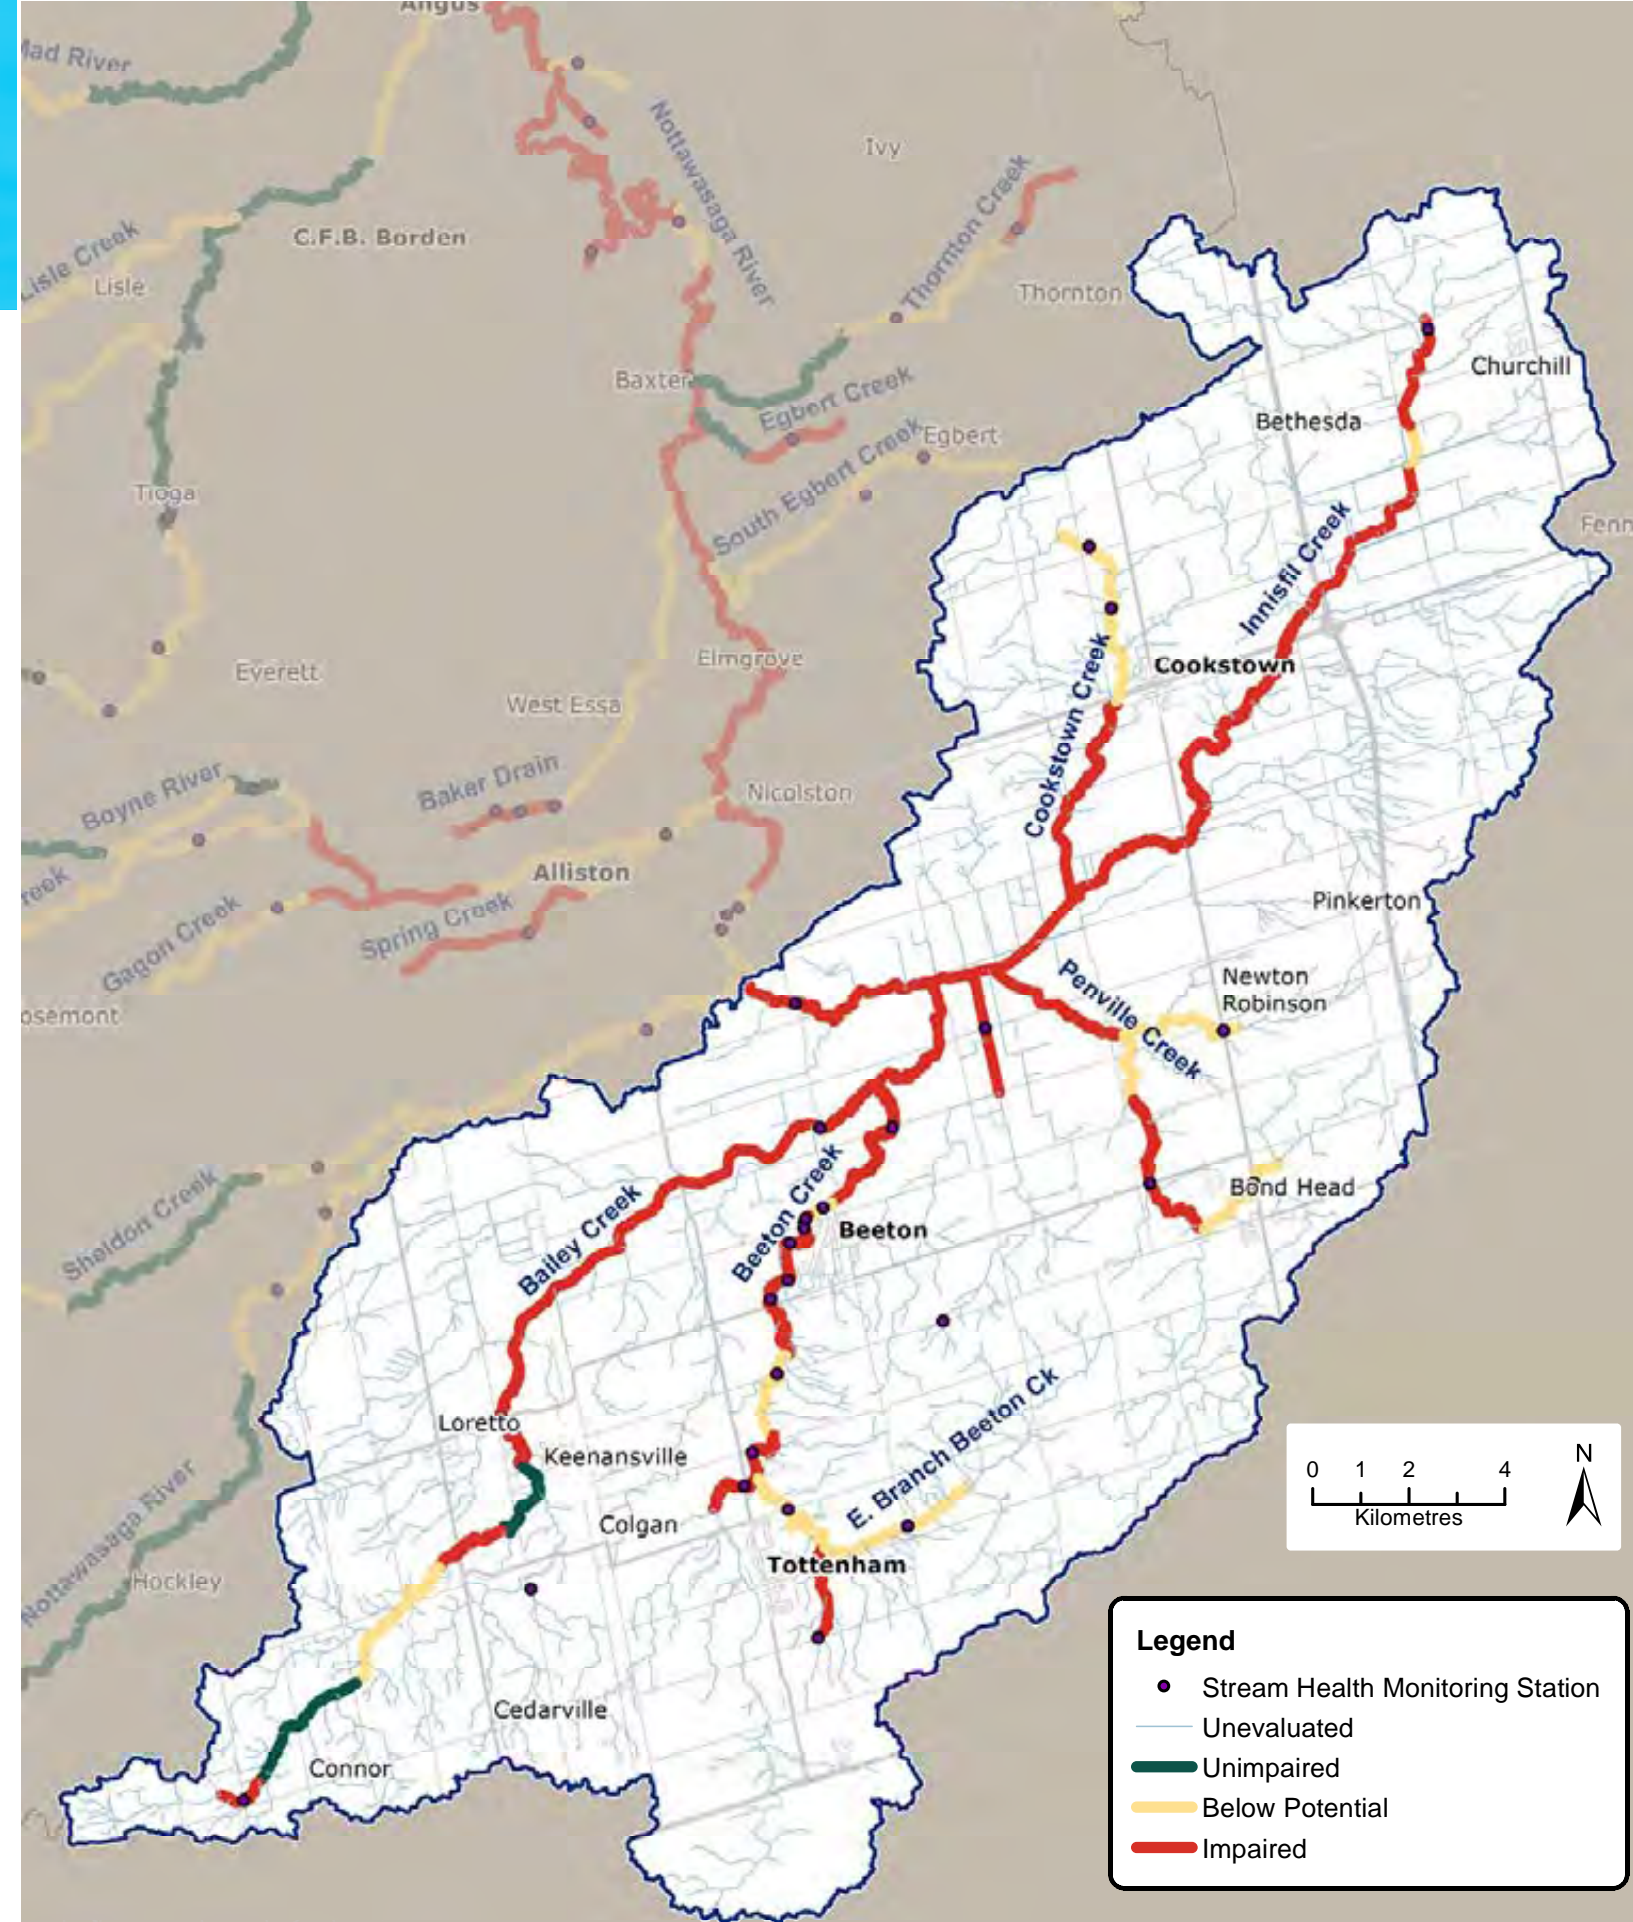 Angus
Mad River
Nottawasaga River
Ivy
Thornton Creek
C.F.B. Borden
Lisle Creek
Lisle
Thornton
Churchill
Baxter
Egbert Creek
Bethesda
Egbert
South Egbert Creek
Tioga
Innisfil Creek
Elmgrove
Everett
Cookstown
Cookstown Creek
West Essa
Baker Drain
Boyne River
Nicolston
Alliston
Pinkerton
Spring Creek
Gagon Creek
Penville Creek
Newton
Robinson
osemont
Sheldon Creek
Bond Head
Bailey Creek
Beeton Creek
Beeton
Loretto
Keenansville
E. Branch Beeton Ck
Colgan
Tottenham
Nottawasaga River
Hockley
Cedarville
Connor
0 1 2 4
Kilometres
N
Legend
Stream Health Monitoring Station
Unevaluated
Unimpaired
Below Potential
Impaired